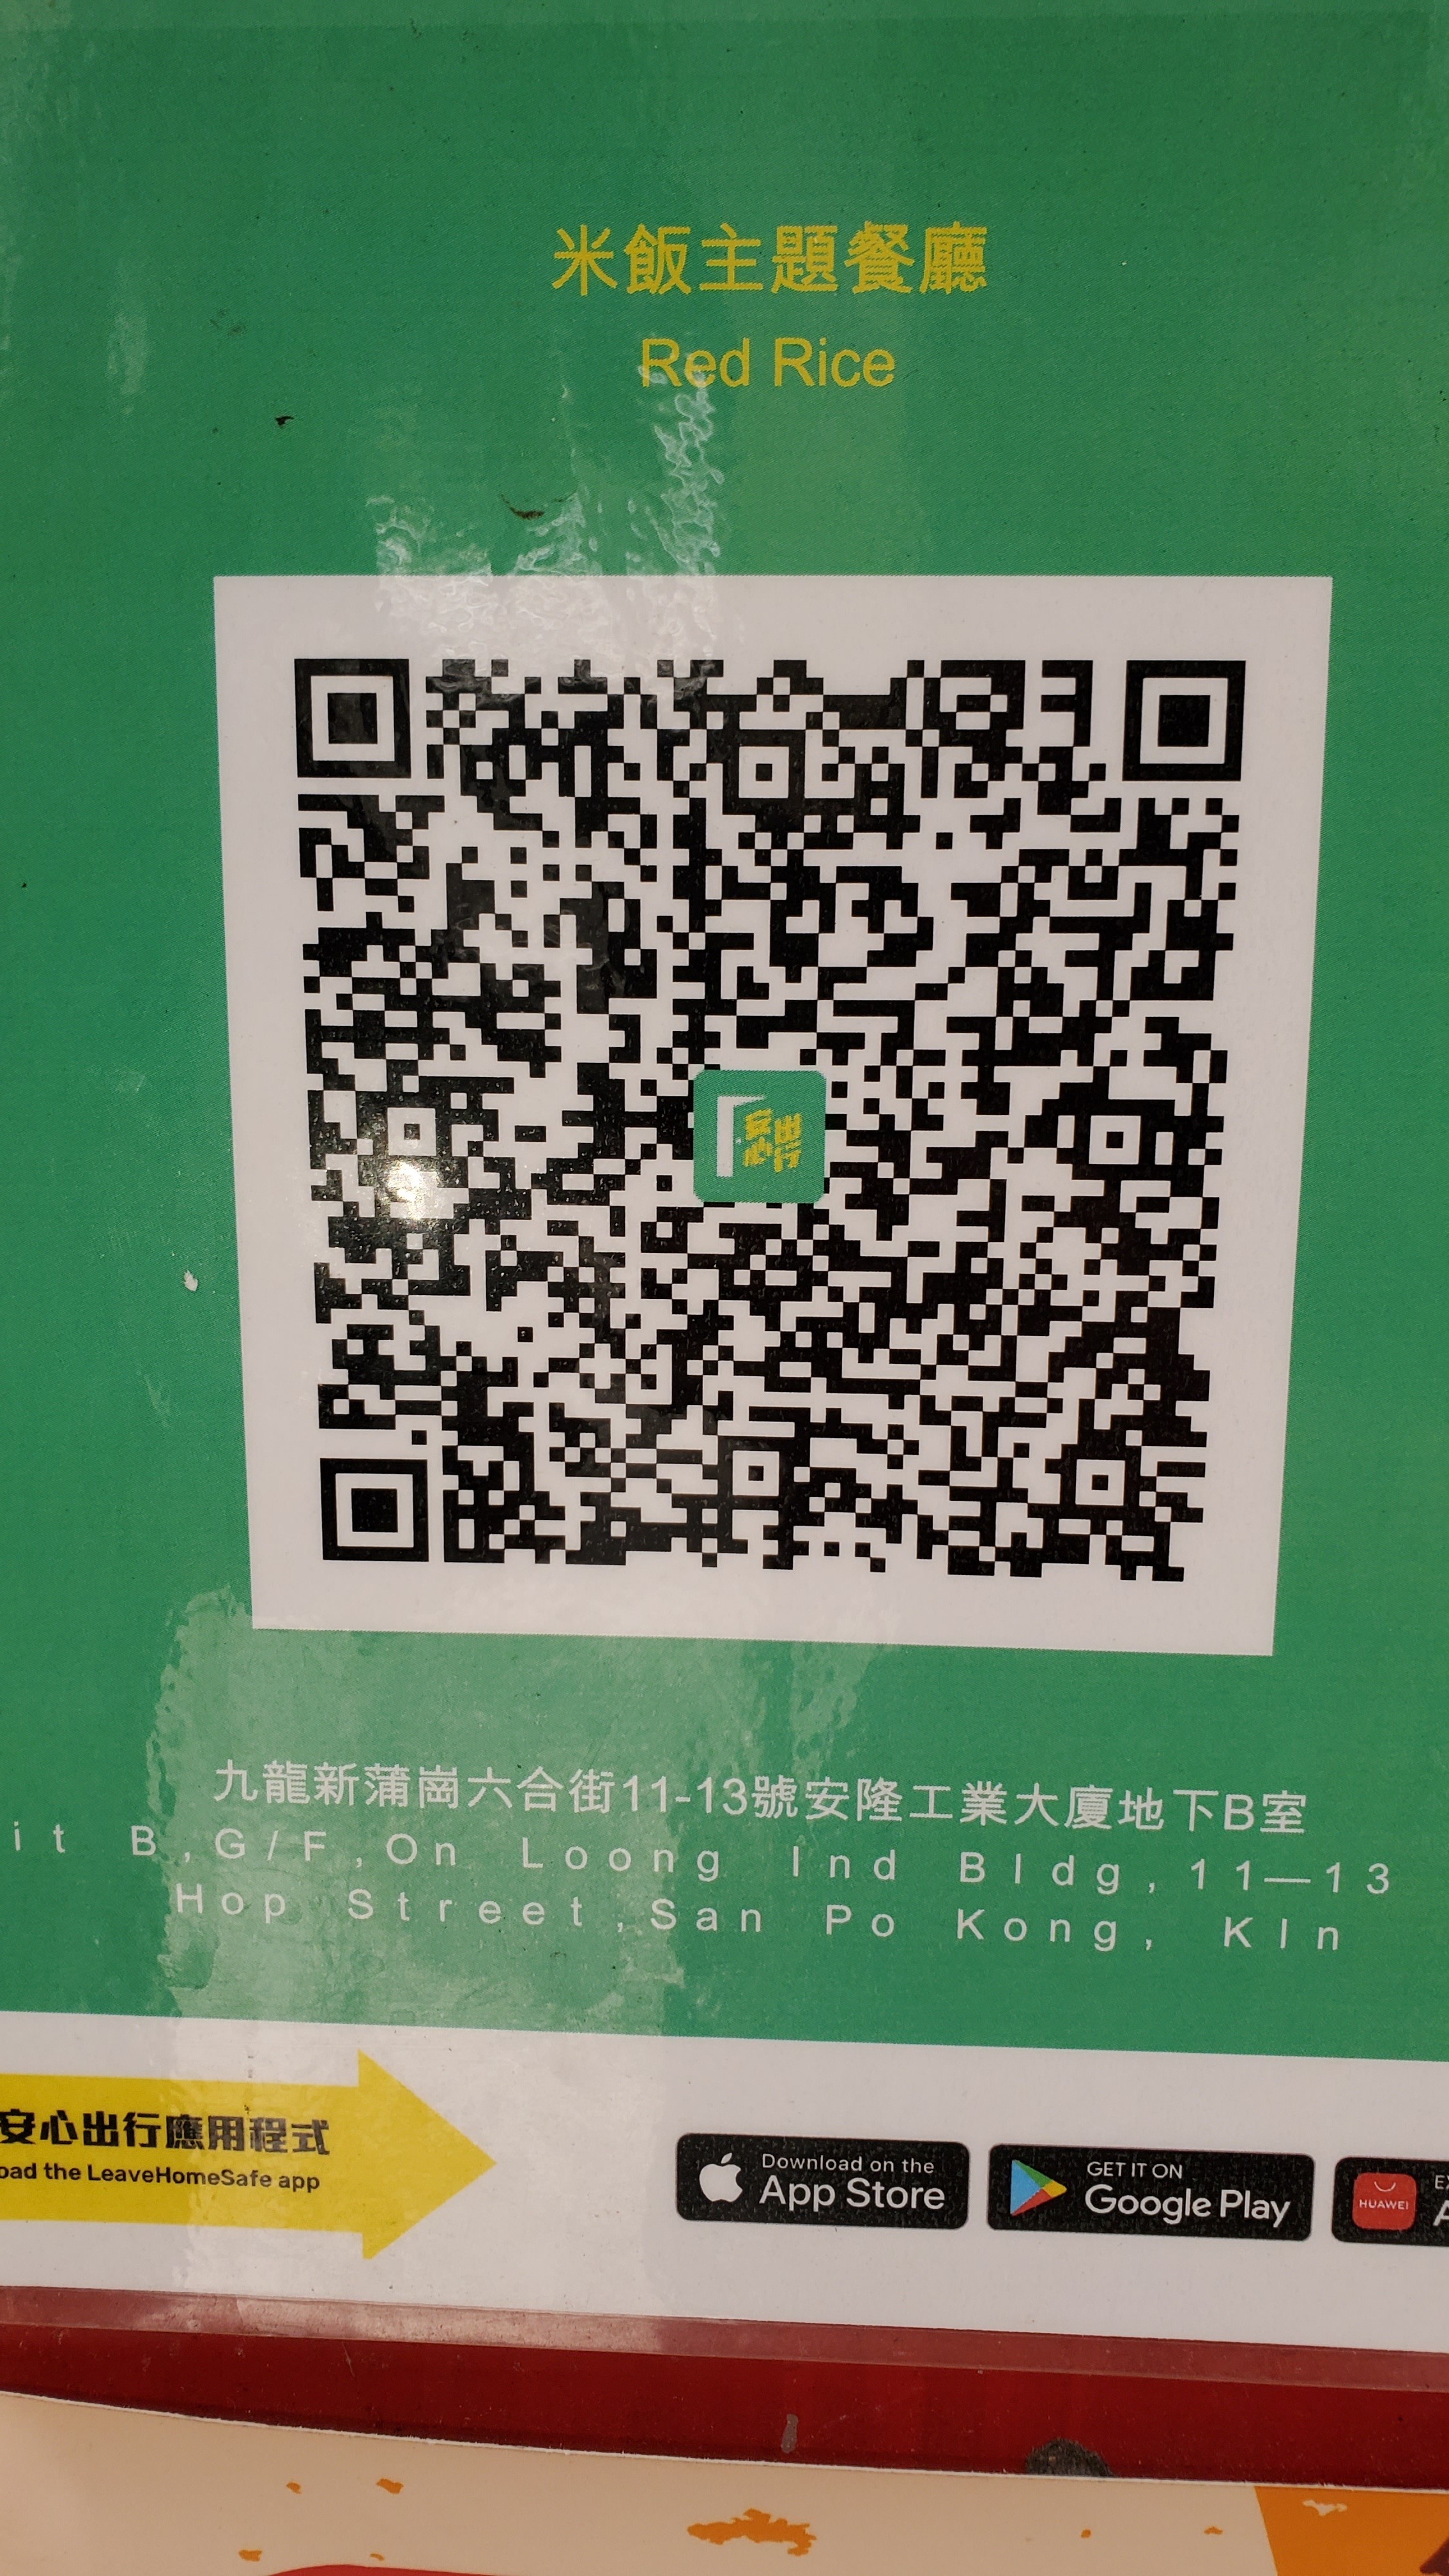 米飯主題餐廳
Red Rice
安心出行
九龍新蒲崗六合街11-13號安隆工業大廈地下B室
it B,G/F,On Loong Ind Bldg,11—13
Hop Street,San Po Kong, Kln
安心出行應用程式
oad the LeaveHomeSafe app
Download on the
App Store
GET IT ON
Google Play
HUAWEI